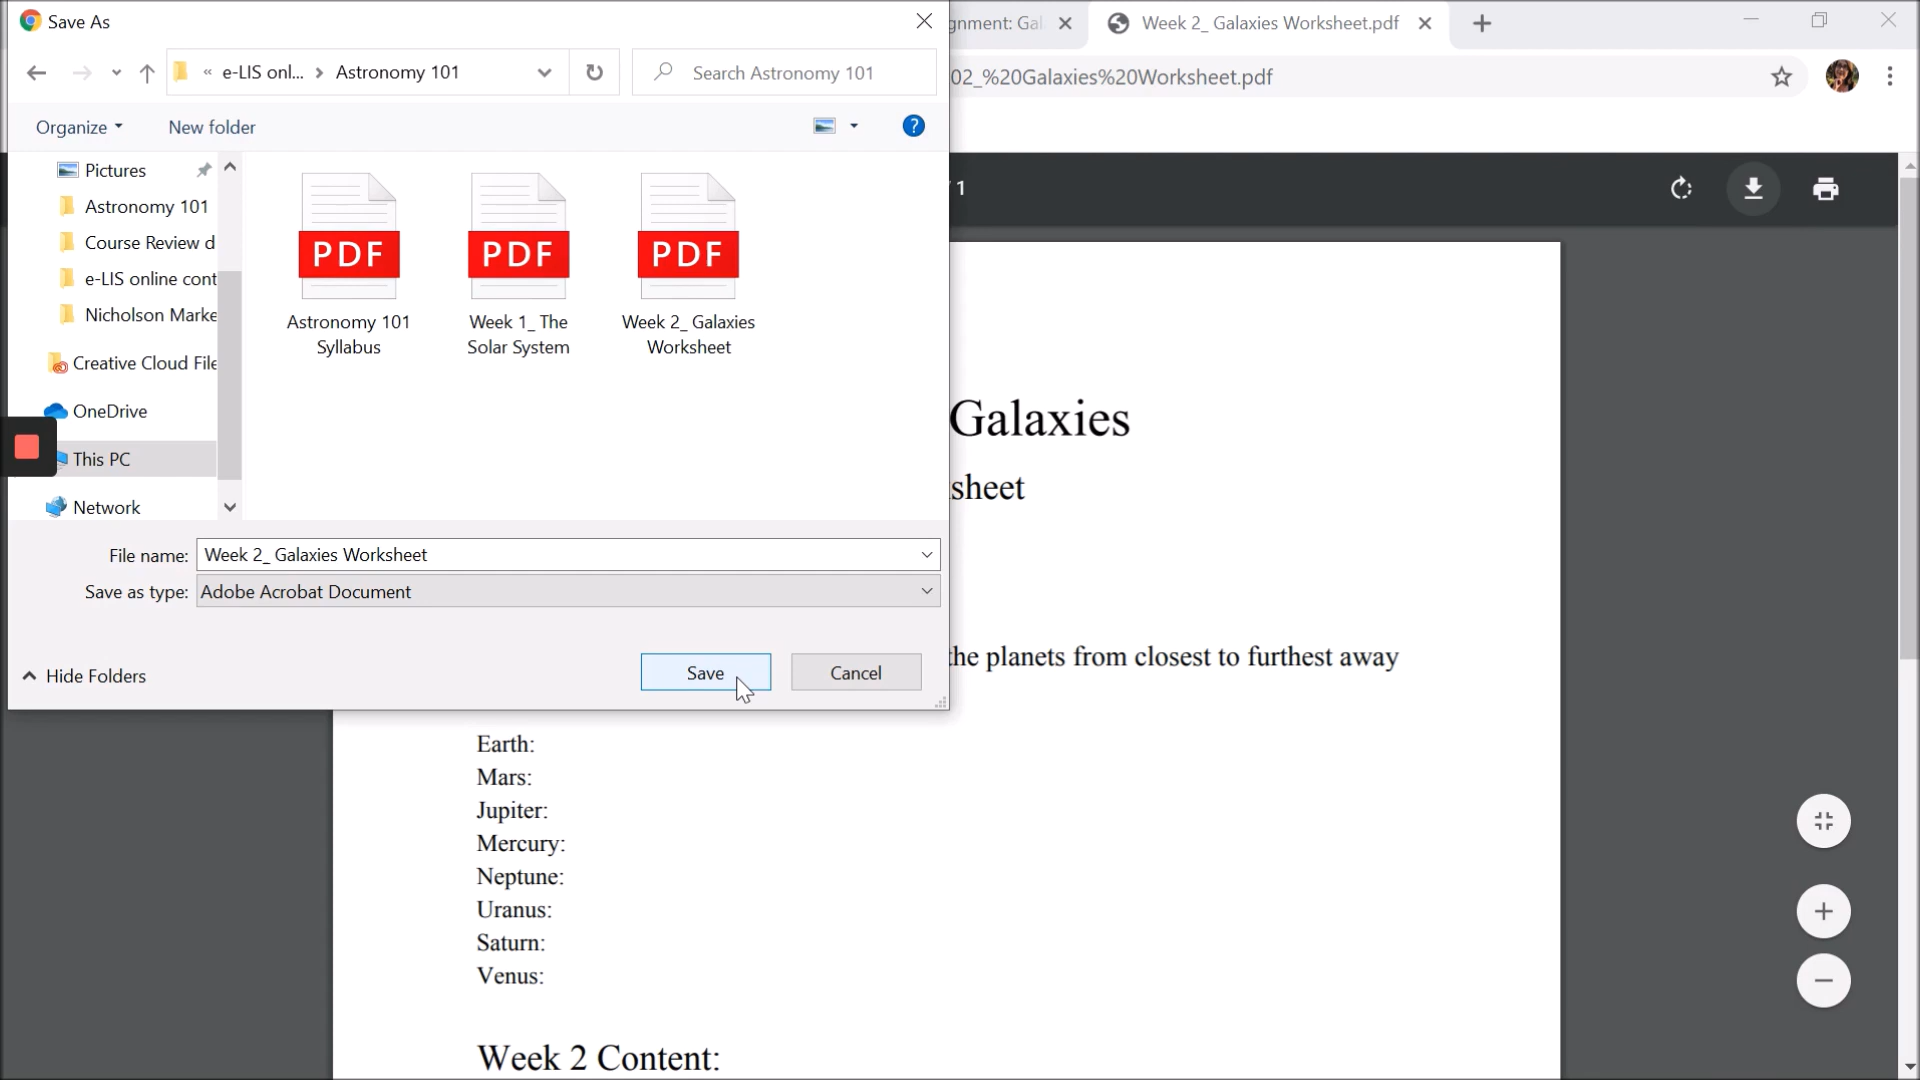 Save As
« e-LIS onl... > Astronomy 101
Search Astronomy 101
Organize
New folder
Pictures
Astronomy 101
Course Review d
e-LIS online cont
Nicholson Marke
Creative Cloud File
OneDrive
This PC
Network
PDF
PDF
PDF
Astronomy 101
Syllabus
Week 1_ The
Solar System
Week 2_ Galaxies
Worksheet
File name: Week 2_ Galaxies Worksheet
Save as type: Adobe Acrobat Document
Hide Folders
Save
Cancel
gnment: Gal
Week 2_ Galaxies Worksheet.pdf
02_%20Galaxies%20Worksheet.pdf
/ 1
Galaxies
sheet
the planets from closest to furthest away
Earth:
Mars:
Jupiter:
Mercury:
Neptune:
Uranus:
Saturn:
Venus:
Week 2 Content: